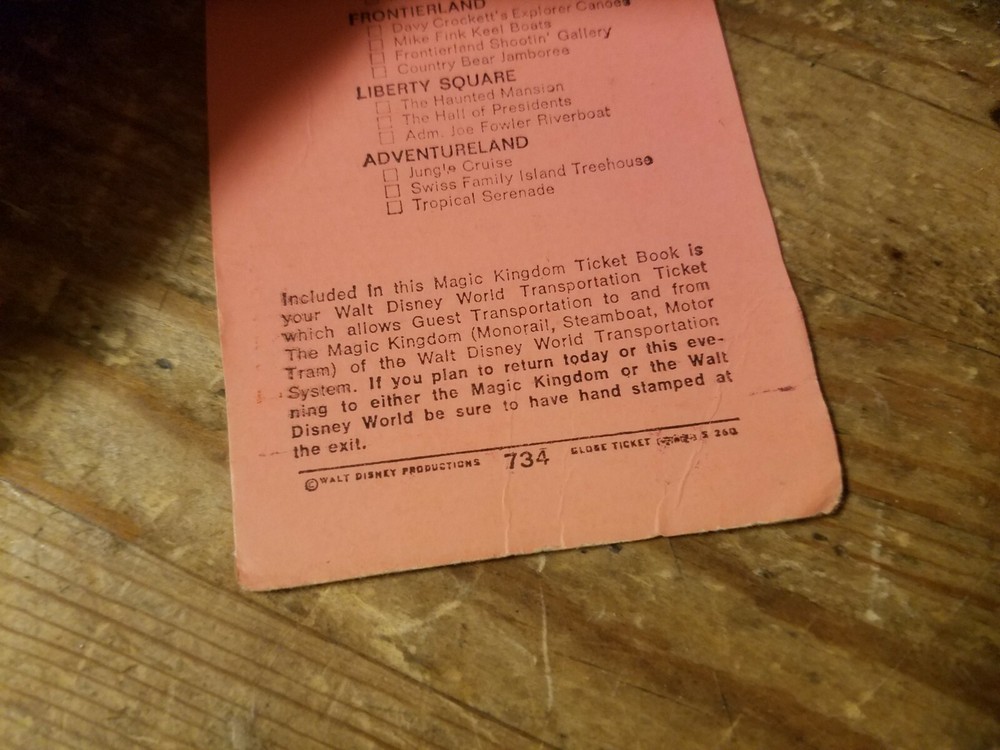 FRONTIERLAND
Davy Crockett's Explorer Canoes
Mike Fink Keel Boats
Frontierland Shootin' Gallery
Country Bear Jamboree
LIBERTY SQUARE
The Haunted Mansion
The Hall of Presidents
Adm. Joe Fowler Riverboat
ADVENTURELAND
Jungle Cruise
Swiss Family Island Treehouse
Tropical Serenade
Included In this Magic Kingdom Ticket Book is
your Walt Disney World Transportation Ticket
which allows Guest Transportation to and from
The Magic Kingdom (Monorail, Steamboat, Motor
Tram) of the Walt Disney World Transportation
System. If you plan to return today or this eve-
ning to either the Magic Kingdom or the Walt
Disney World be sure to have hand stamped at
the exit.
©WALT DISNEY PRODUCTIONS 734 GLOBE TICKET